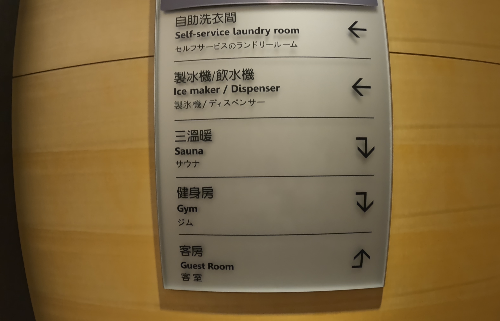 自助洗衣間
Self-service laundry room
セルフサービスのランドリールーム
製冰機/飲水機
Ice maker / Dispenser
製氷機/ディスペンサー
三溫暖
Sauna
サウナ
健身房
Gym
ジム
客房
Guest Room
客室